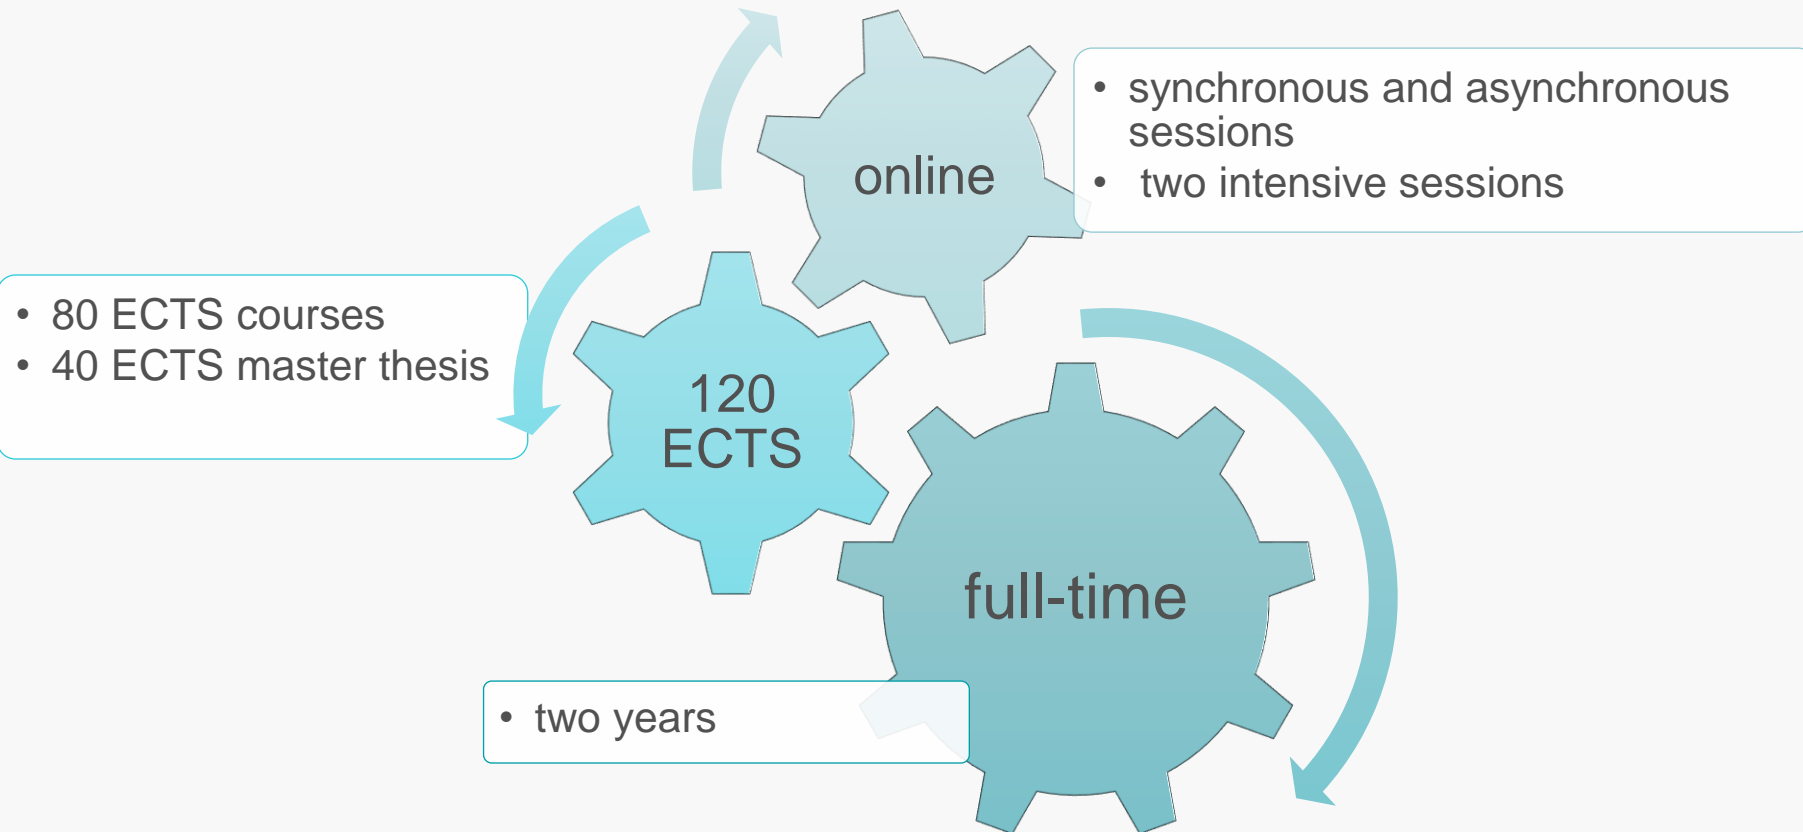 online
• synchronous and asynchronous
sessions
• two intensive sessions
• 80 ECTS courses
• 40 ECTS master thesis
120
ECTS
full-time
• two years